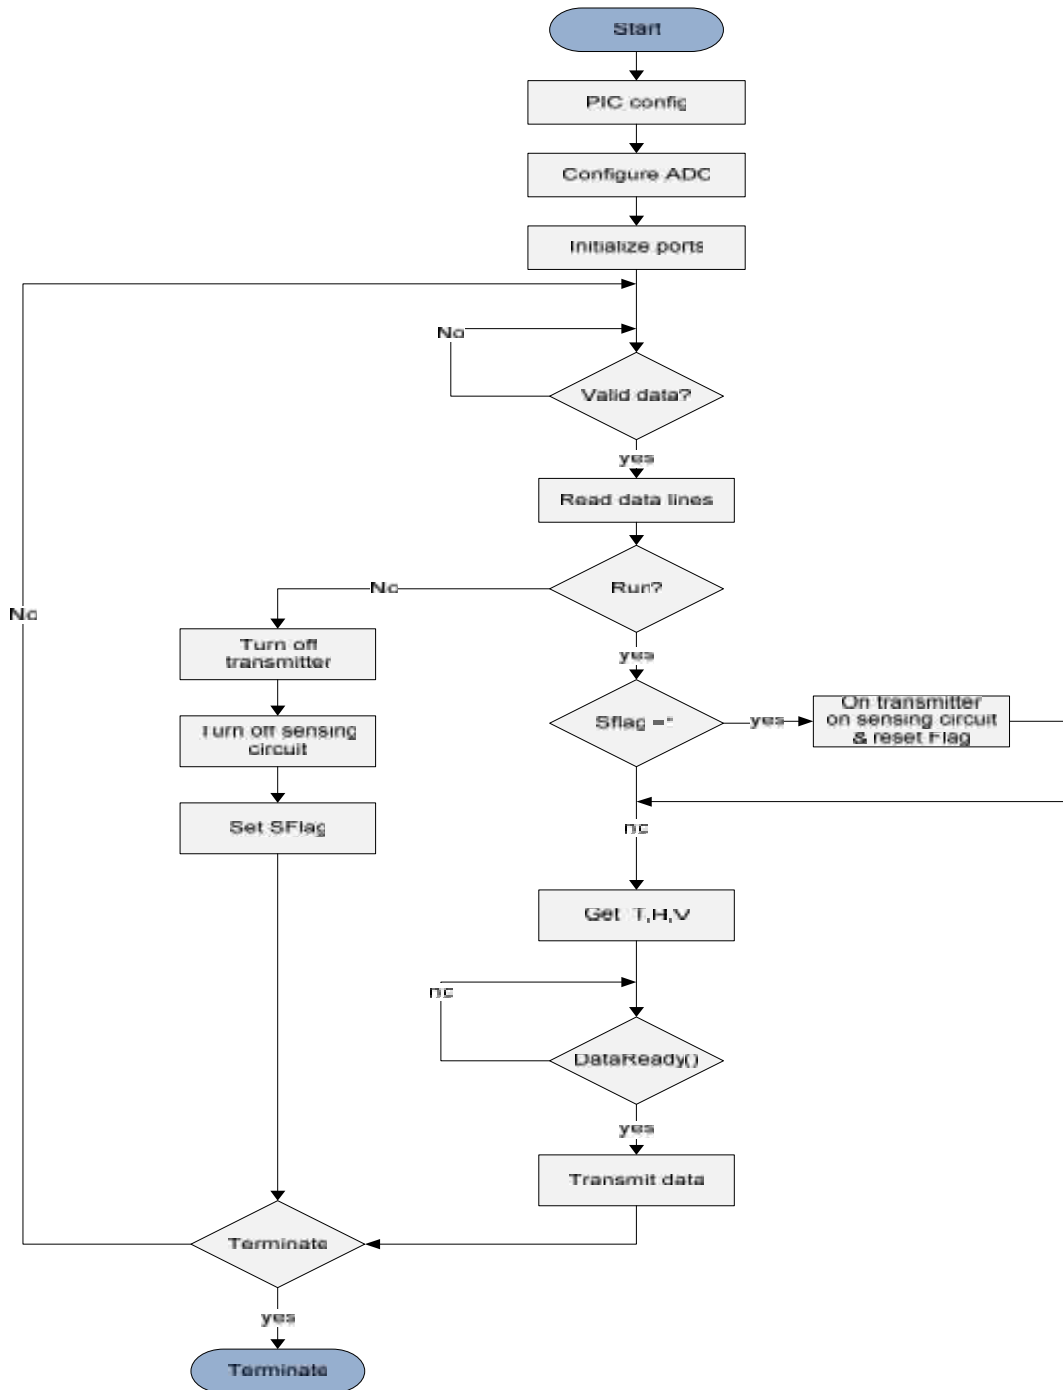 Start
PIC config
Configure ADC
Initialize ports
No
Valid data?
yes
Read data lines
No
Run?
No
Turn off
transmitter
yes
Turn off sensing
circuit
Sflag =
yes
On transmitter
on sensing circuit
& reset Flag
Set SFlag
no
Get T,H,V
no
DataReady()
yes
Transmit data
Terminate
yes
Terminate